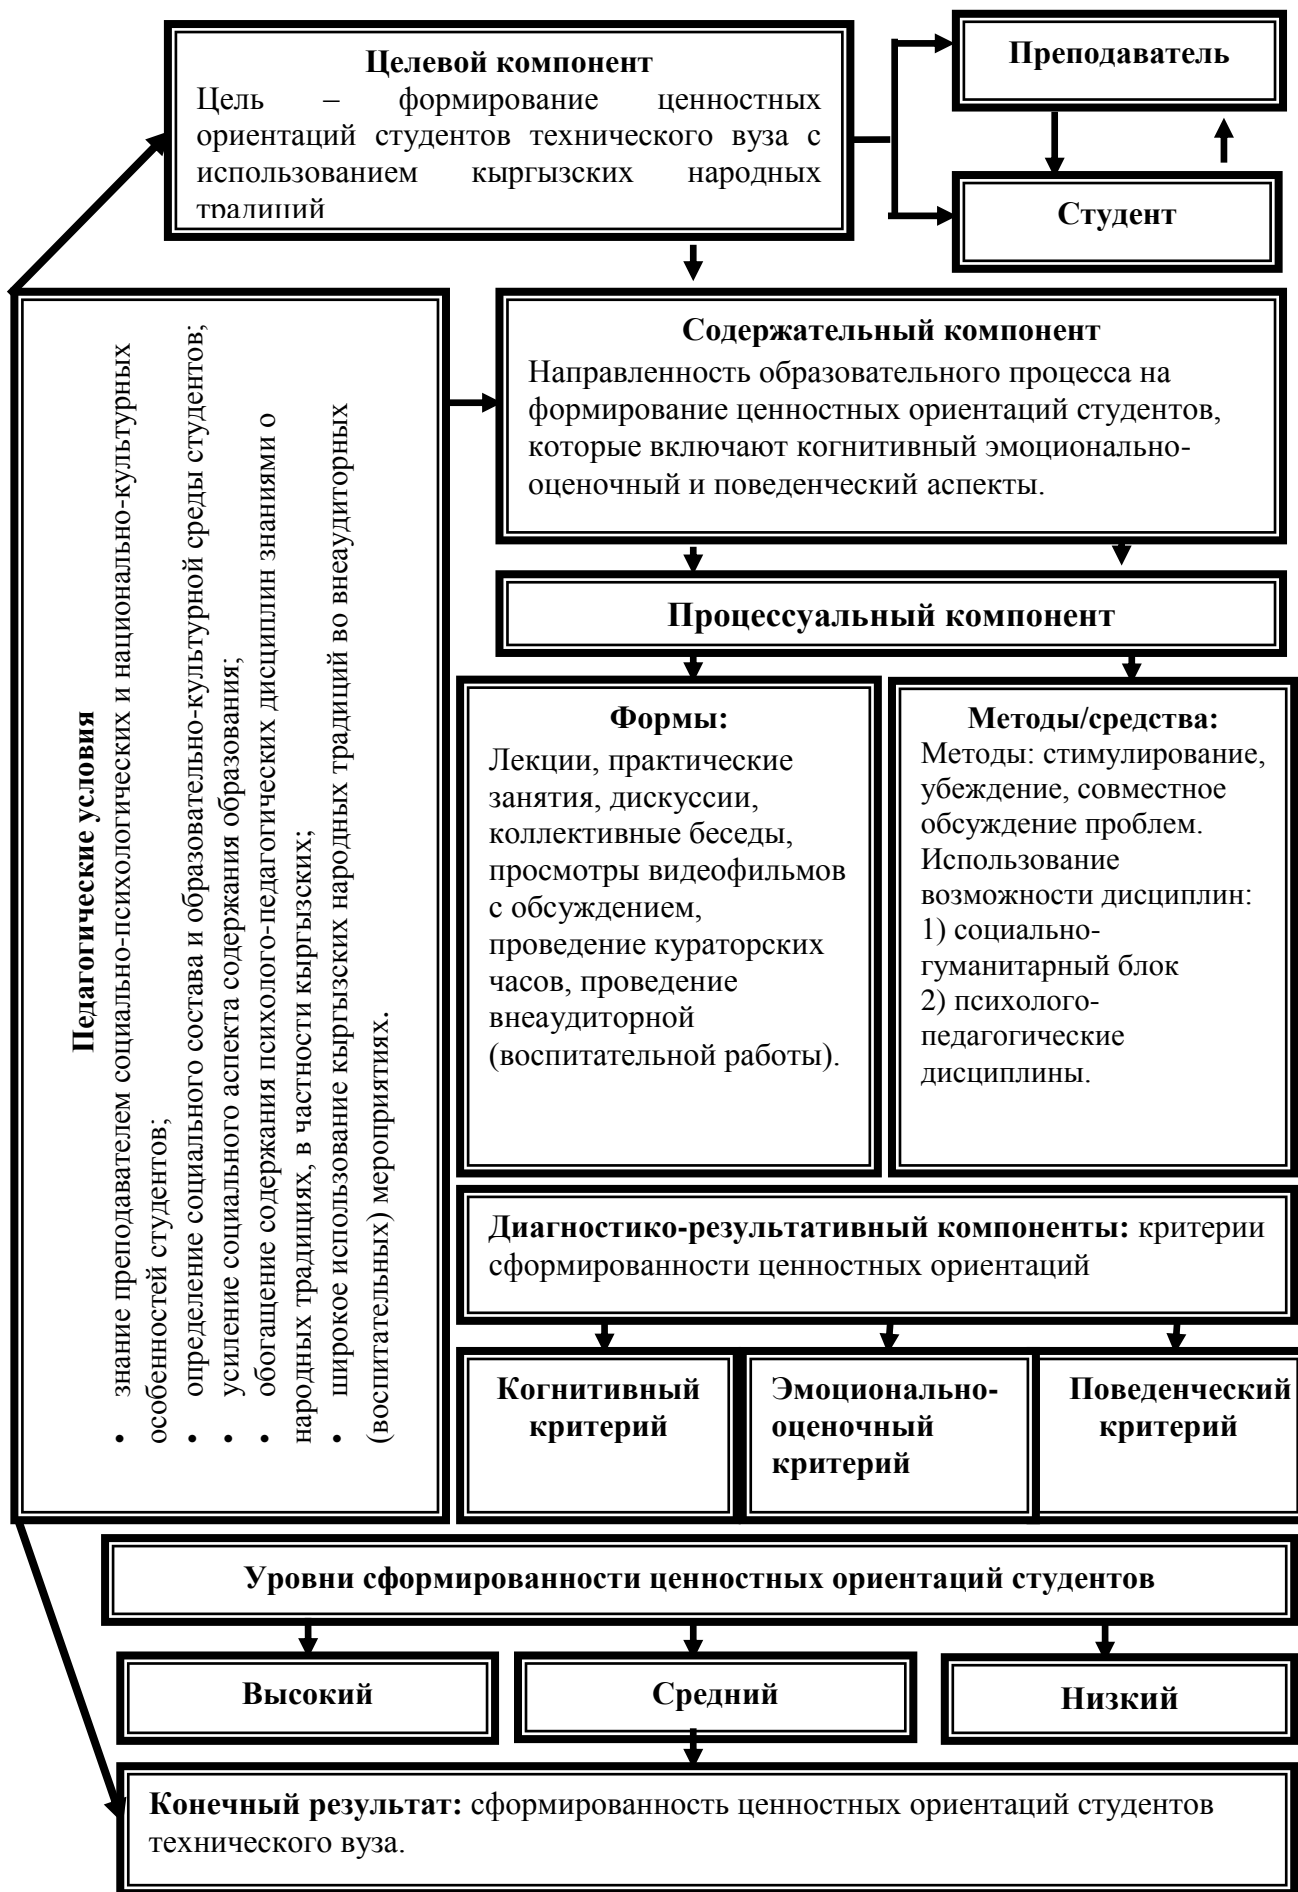 Целевой компонент
Цель – формирование ценностных
ориентаций студентов технического вуза с
использованием кыргызских народных
традиций
Преподаватель
Студент
Педагогические условия
• знание преподавателем социально-психологических и национально-культурных
особенностей студентов;
• определение социального состава и образовательно-культурной среды студентов;
• усиление социального аспекта содержания образования;
• обогащение содержания психолого-педагогических дисциплин знаниями о
народных традициях, в частности кыргызских;
• широкое использование кыргызских народных традиций во внеаудиторных
(воспитательных) мероприятиях.
Содержательный компонент
Направленность образовательного процесса на
формирование ценностных ориентаций студентов,
которые включают когнитивный эмоционально-
оценочный и поведенческий аспекты.
Процессуальный компонент
Формы:
Лекции, практические
занятия, дискуссии,
коллективные беседы,
просмотры видеофильмов
с обсуждением,
проведение кураторских
часов, проведение
внеаудиторной
(воспитательной работы).
Методы/средства:
Методы: стимулирование,
убеждение, совместное
обсуждение проблем.
Использование
возможности дисциплин:
1) социально-
гуманитарный блок
2) психолого-
педагогические
дисциплины.
Диагностико-результативный компоненты: критерии
сформированности ценностных ориентаций
Когнитивный
критерий
Эмоционально-
оценочный
критерий
Поведенческий
критерий
Уровни сформированности ценностных ориентаций студентов
Высокий
Средний
Низкий
Конечный результат: сформированность ценностных ориентаций студентов
технического вуза.